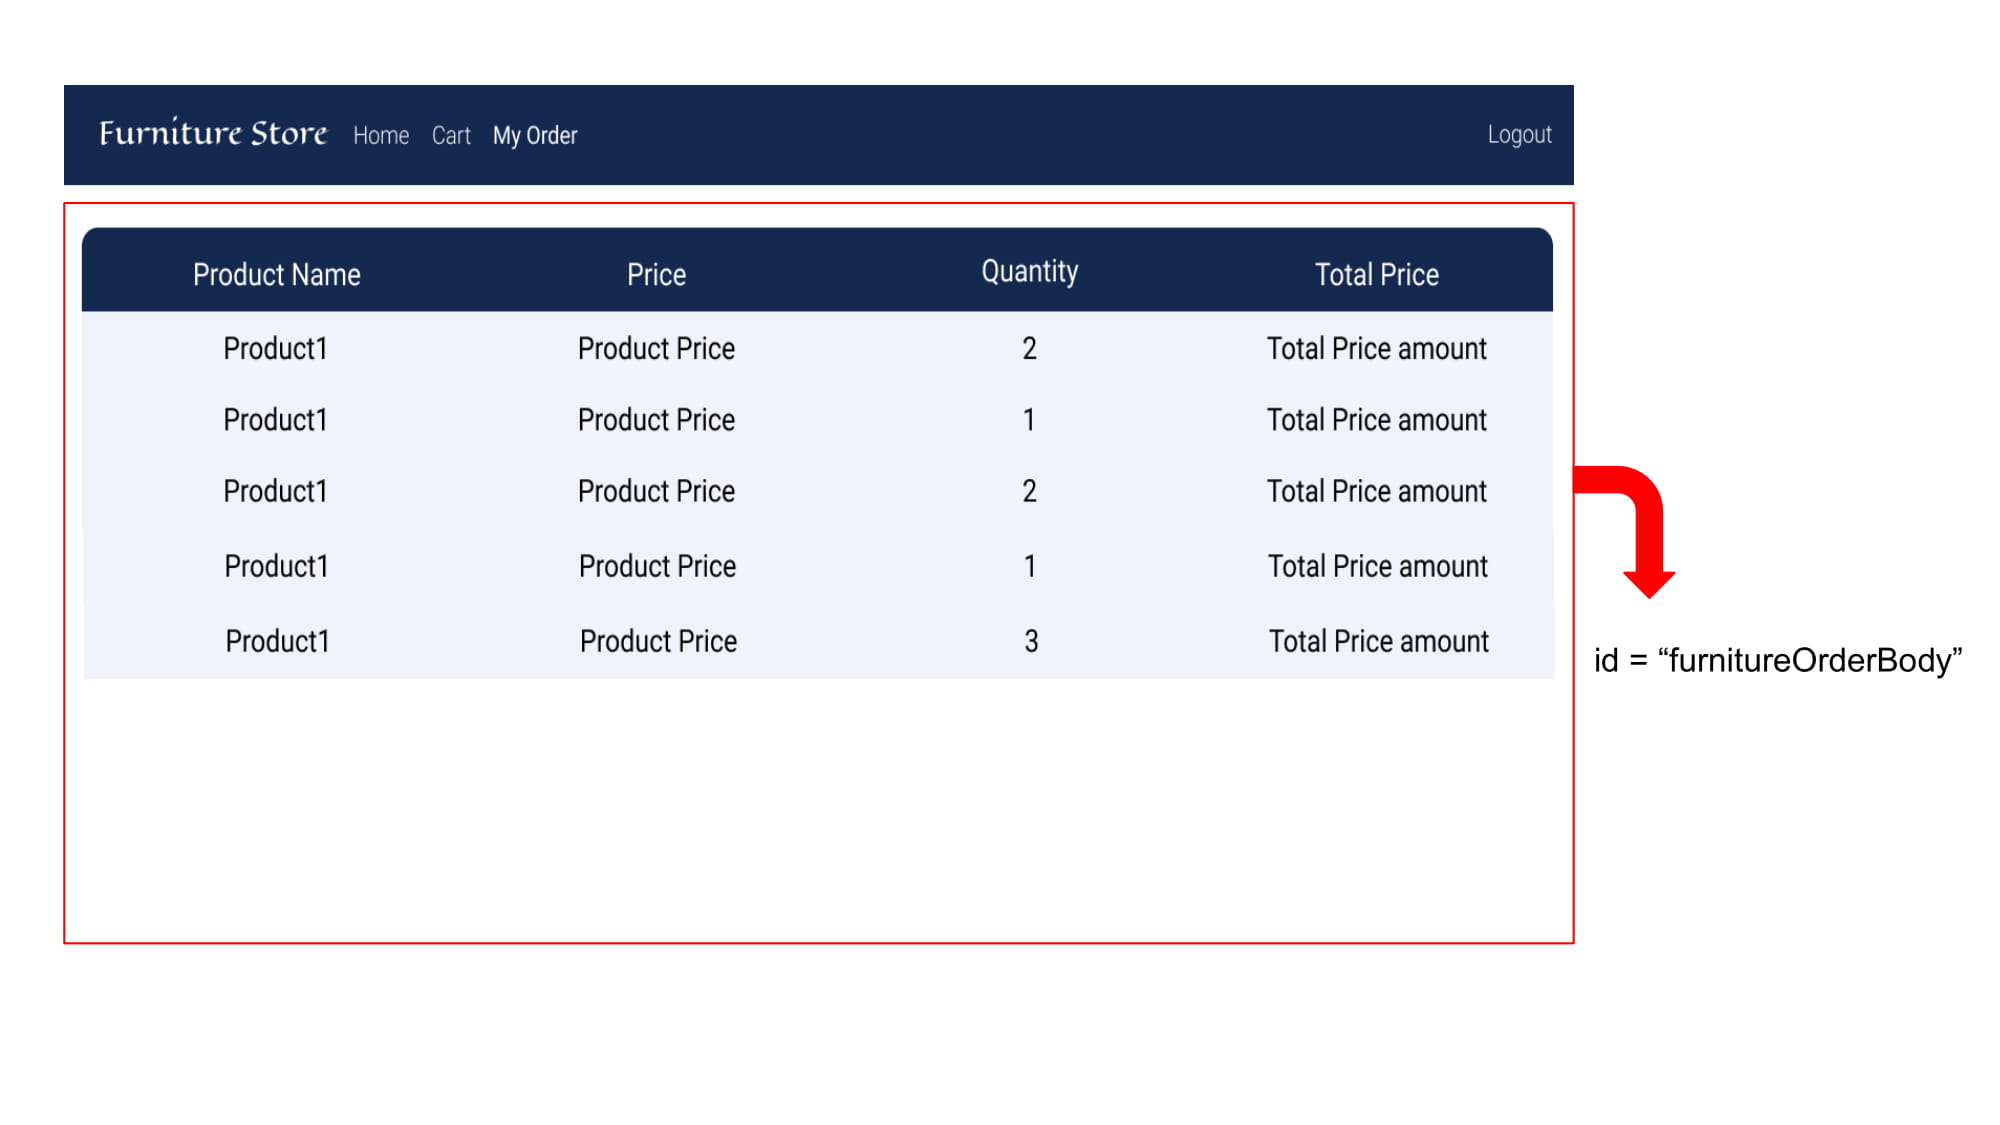 Furniture Store Home Cart My Order Logout
Product Name Price Quantity Total Price
Product1 Product Price 2 Total Price amount
Product1 Product Price 1 Total Price amount
Product1 Product Price 2 Total Price amount
Product1 Product Price 1 Total Price amount
Product1 Product Price 3 Total Price amount
id = “furnitureOrderBody”